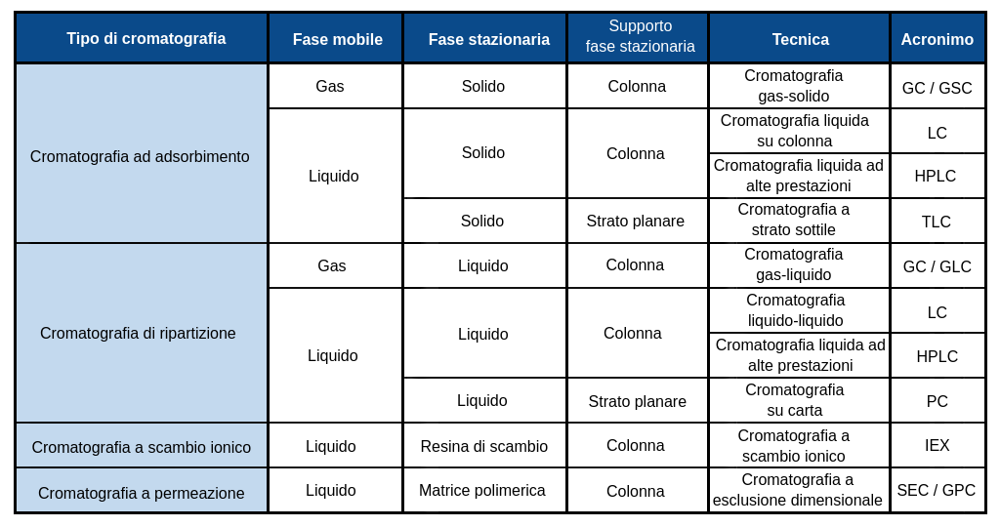 Tipo di cromatografia
Fase mobile
Fase stazionaria
Supporto
fase stazionaria
Tecnica
Acronimo
Cromatografia ad adsorbimento
Gas
Solido
Colonna
Cromatografia
gas-solido
GC / GSC
Liquido
Solido
Colonna
Cromatografia liquida
su colonna
LC
Cromatografia liquida ad
alte prestazioni
HPLC
Solido
Strato planare
Cromatografia a
strato sottile
TLC
Cromatografia di ripartizione
Gas
Liquido
Colonna
Cromatografia
gas-liquido
GC / GLC
Liquido
Liquido
Colonna
Cromatografia
liquido-liquido
LC
Cromatografia liquida ad
alte prestazioni
HPLC
Liquido
Strato planare
Cromatografia
su carta
PC
Cromatografia a scambio ionico
Liquido
Resina di scambio
Colonna
Cromatografia a
scambio ionico
IEX
Cromatografia a permeazione
Liquido
Matrice polimerica
Colonna
Cromatografia a
esclusione dimensionale
SEC / GPC